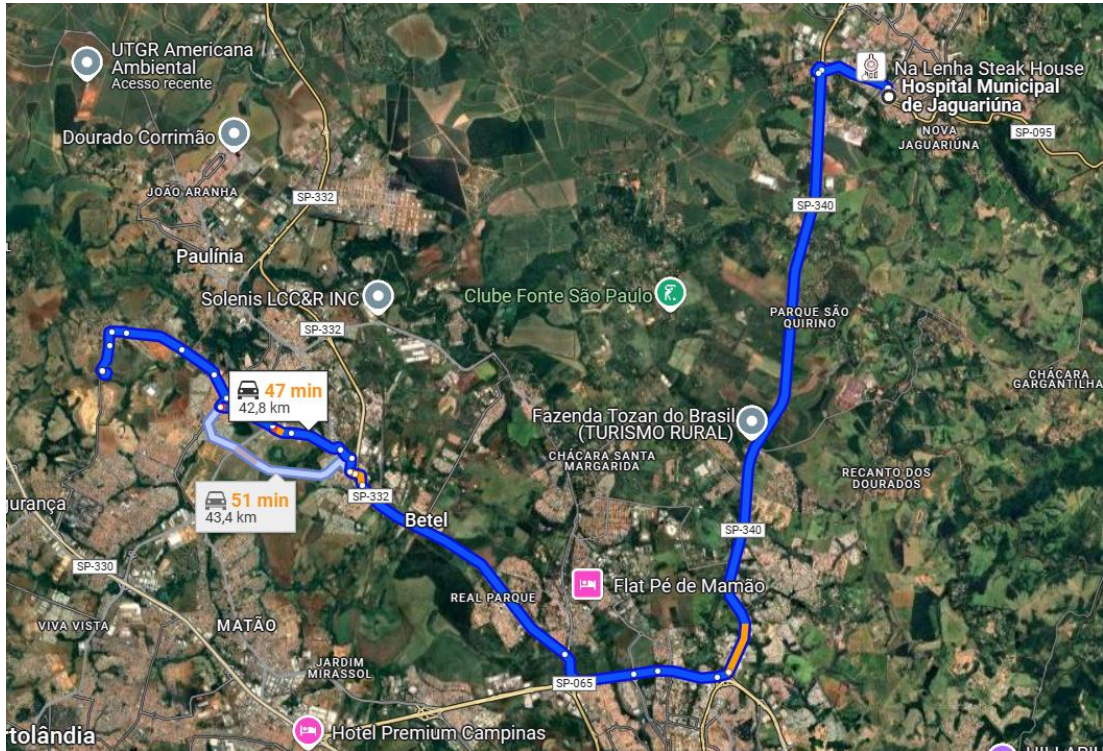 UTGR Americana
Ambiental
Acesso recente
Na Lenha Steak House
Hospital Municipal
de Jaguariúna
NOVA
JAGUARIÚNA
SP-095
Dourado Corrimão
JOÃO ARANHA
SP-332
SP-340
Paulínia
Solenis LCC&R INC
Clube Fonte São Paulo
SP-332
PARQUE SÃO
QUIRINO
CHÁCARA
GARGANTILHA
47 min
42,8 km
Fazenda Tozan do Brasil
(TURISMO RURAL)
CHÁCARA SANTA
MARGARIDA
RECANTO DOS
DOURADOS
51 min
43,4 km
SP-332
gurança
Betel
SP-340
SP-330
Flat Pé de Mamão
REAL PARQUE
VIVA VISTA
MATÃO
JARDIM
MIRASSOL
SP-065
Hotel Premium Campinas
rtolândia